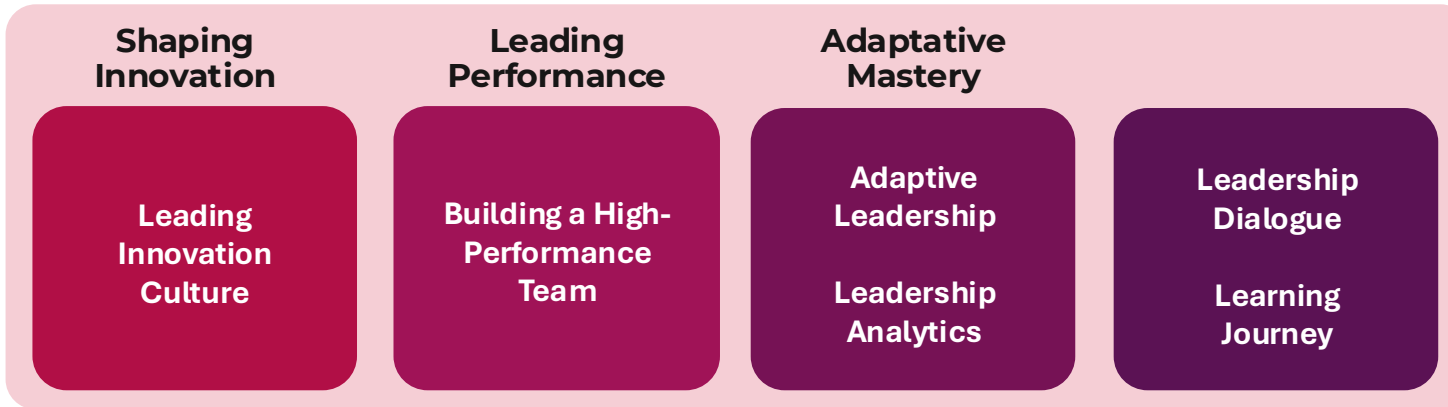 Shaping
Innovation
Leading
Performance
Adaptative
Mastery
Leading
Innovation
Culture
Building a High-
Performance
Team
Adaptive
Leadership
Leadership
Analytics
Leadership
Dialogue
Learning
Journey